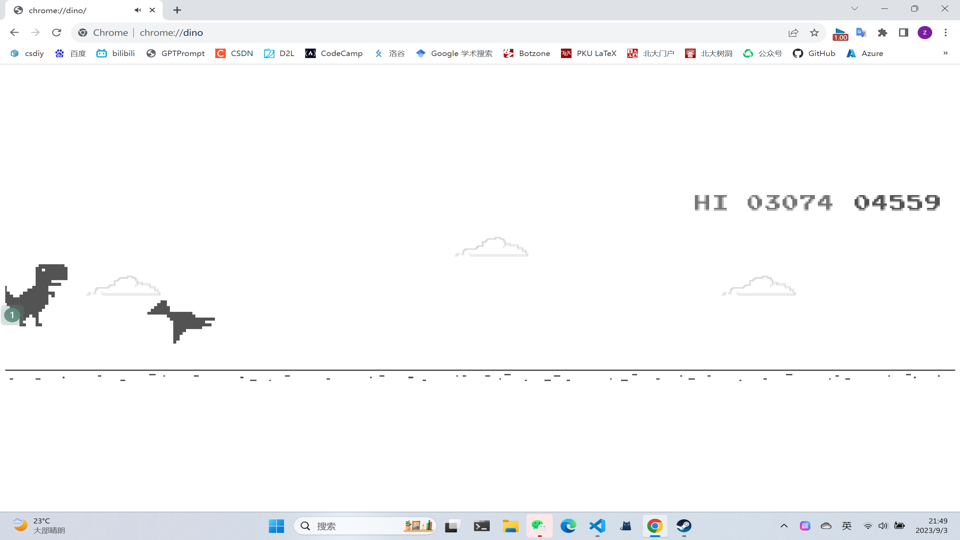 chrome://dino/
Chrome | chrome://dino
csdiy 百度 bilibili GPTPrompt CSDN D2L CodeCamp 洛谷 Google 学术搜索 Botzone PKU LaTeX 北大门户 北大树洞 公众号 GitHub Azure »
1.00
z
HI 03074 04559
1
23°C
大部晴朗
搜索
英
21:49
2023/9/3